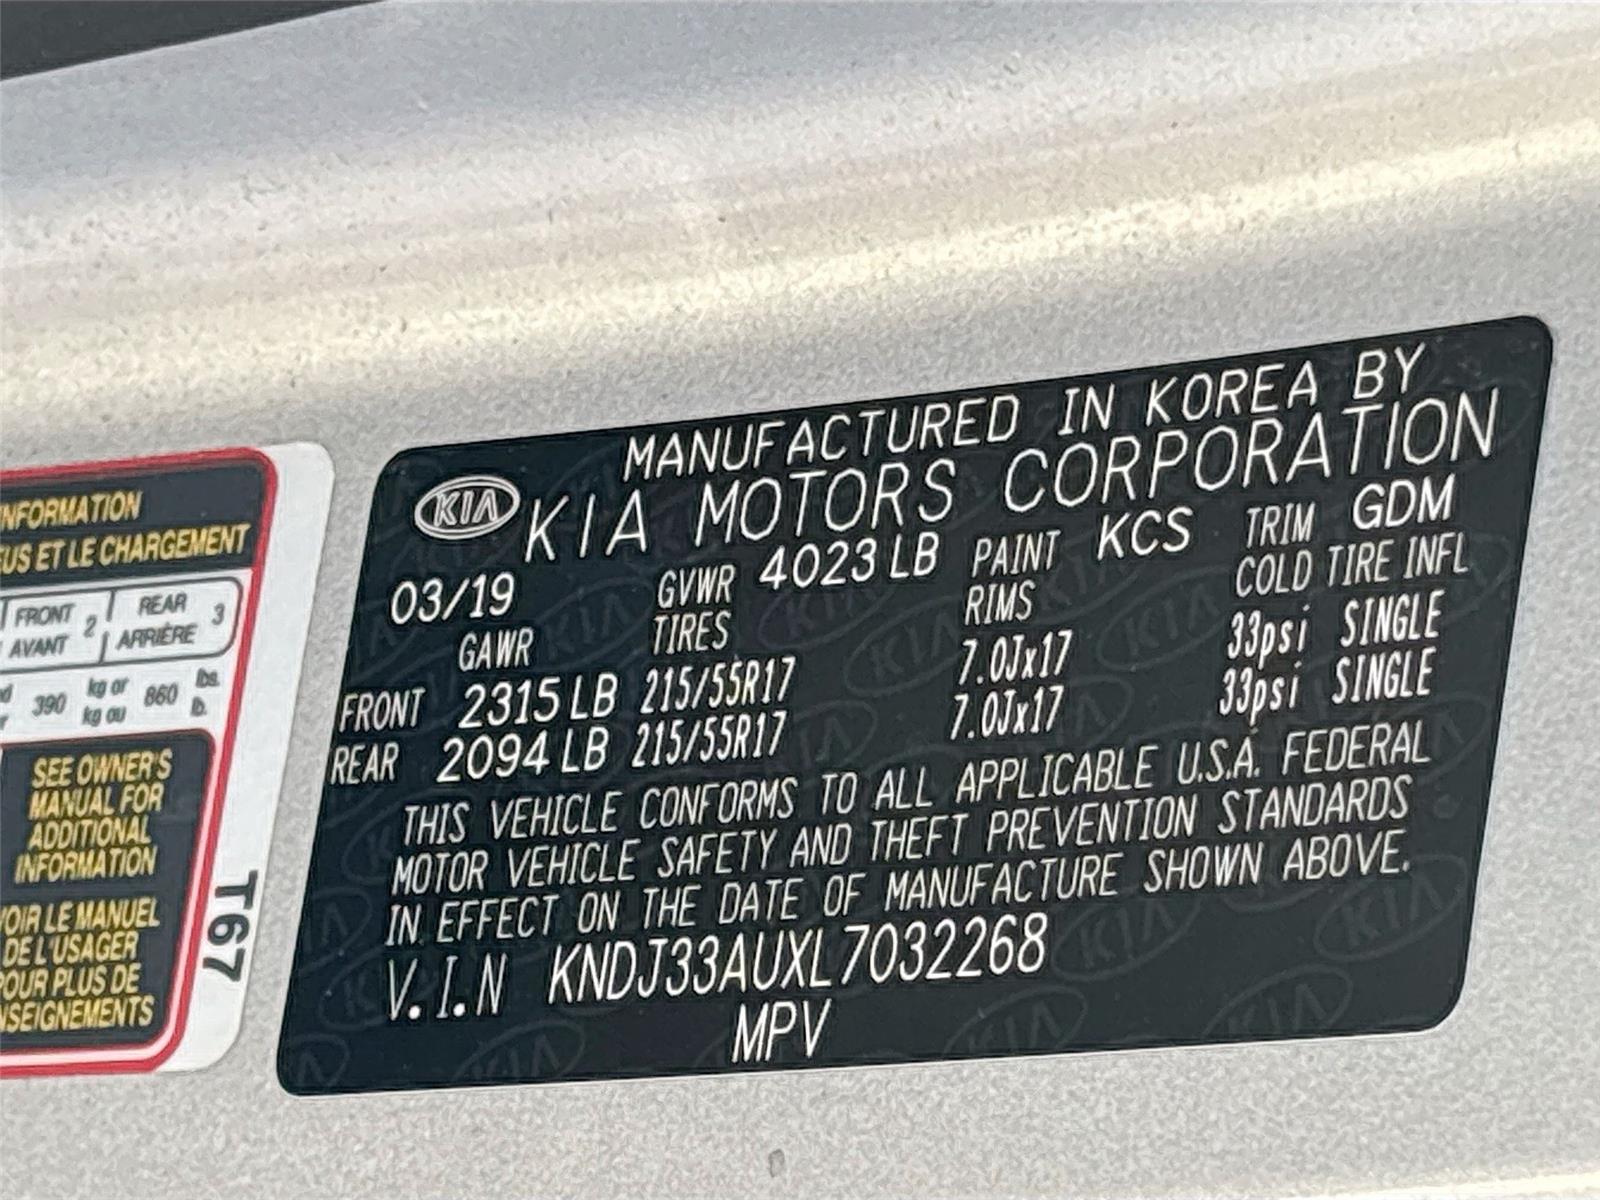 INFORMATION
ET LE CHARGEMENT
FRONT 2 REAR 3
AVANT ARRIÈRE
390 kg or 860 lbs.
kg ou lb.
SEE OWNER'S
MANUAL FOR
ADDITIONAL
INFORMATION
VOIR LE MANUEL
DE L'USAGER
POUR PLUS DE
T67
MANUFACTURED IN KOREA BY
KIA KIA MOTORS CORPORATION
03/19 GVWR 4023 LB PAINT KCS TRIM GDM
GAWR TIRES RIMS COLD TIRE INFL
FRONT 2315 LB 215/55R17 7.0Jx17 33psi SINGLE
REAR 2094 LB 215/55R17 7.0Jx17 33psi SINGLE
THIS VEHICLE CONFORMS TO ALL APPLICABLE U.S.A. FEDERAL
MOTOR VEHICLE SAFETY AND THEFT PREVENTION STANDARDS
IN EFFECT ON THE DATE OF MANUFACTURE SHOWN ABOVE.
V.I.N KNDJ33AUXL7032268
MPV